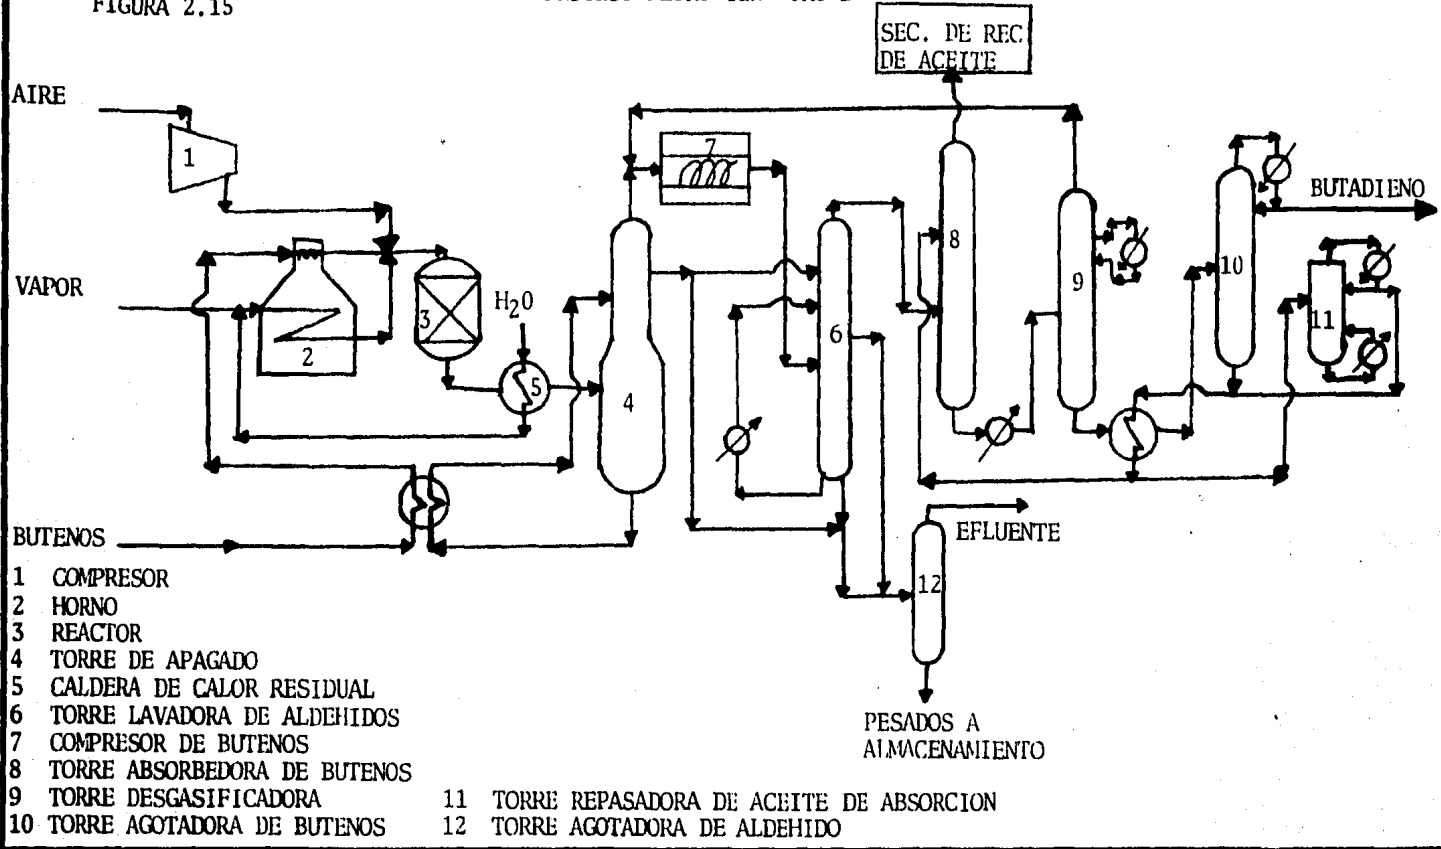 FIGURA 2.15
SEC. DE REC
DE ACEITE
AIRE
1
7
BUTADIENO
8
10
VAPOR
H2O
9
3
6
11
2
5
4
BUTENOS
EFLUENTE
12
PESADOS A
ALMACENAMIENTO
1 COMPRESOR
2 HORNO
3 REACTOR
4 TORRE DE APAGADO
5 CALDERA DE CALOR RESIDUAL
6 TORRE LAVADORA DE ALDEHIDOS
7 COMPRESOR DE BUTENOS
8 TORRE ABSORBEDORA DE BUTENOS
9 TORRE DESGASIFICADORA
10 TORRE AGOTADORA DE BUTENOS
11 TORRE REPASADORA DE ACEITE DE ABSORCION
12 TORRE AGOTADORA DE ALDEHIDO